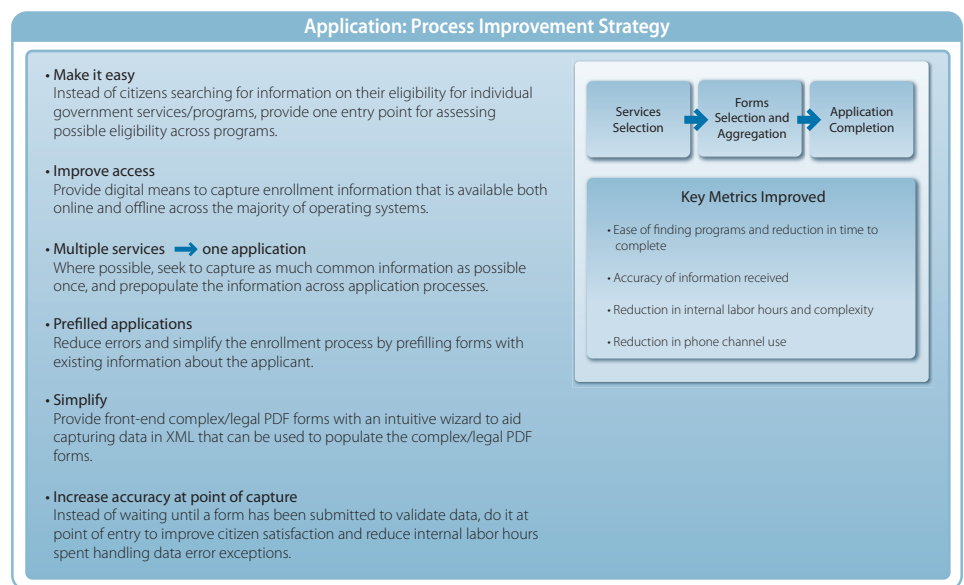 Application: Process Improvement Strategy
• Make it easy
Instead of citizens searching for information on their eligibility for individual
government services/programs, provide one entry point for assessing
possible eligibility across programs.
• Improve access
Provide digital means to capture enrollment information that is available both
online and offline across the majority of operating systems.
• Multiple services → one application
Where possible, seek to capture as much common information as possible
once, and prepopulate the information across application processes.
• Prefilled applications
Reduce errors and simplify the enrollment process by prefilling forms with
existing information about the applicant.
• Simplify
Provide front-end complex/legal PDF forms with an intuitive wizard to aid
capturing data in XML that can be used to populate the complex/legal PDF
forms.
• Increase accuracy at point of capture
Instead of waiting until a form has been submitted to validate data, do it at
point of entry to improve citizen satisfaction and reduce internal labor hours
spent handling data error exceptions.
Services
Selection
Forms
Selection and
Aggregation
Application
Completion
Key Metrics Improved
• Ease of finding programs and reduction in time to
complete
• Accuracy of information received
• Reduction in internal labor hours and complexity
• Reduction in phone channel use